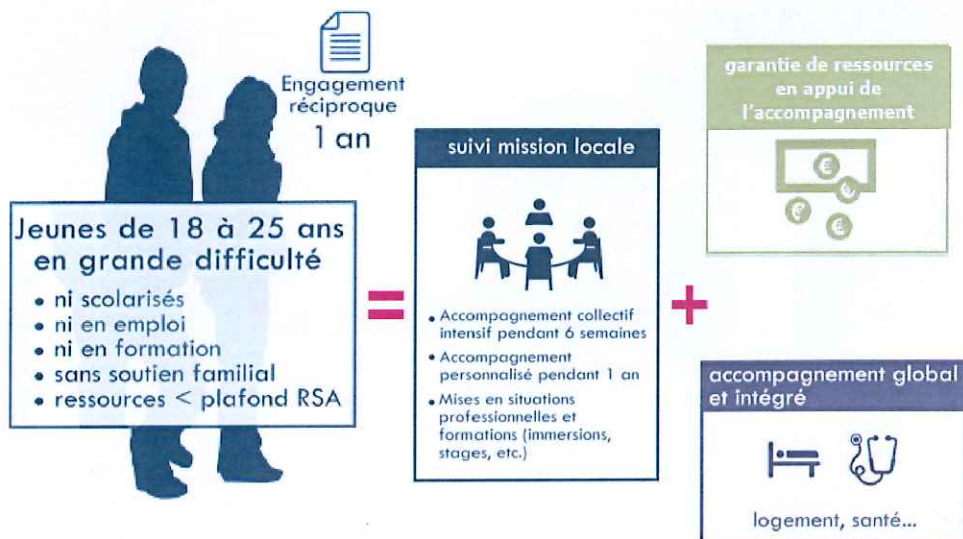 Engagement
réciproque
1 an
Jeunes de 18 à 25 ans
en grande difficulté
• ni scolarisés
• ni en emploi
• ni en formation
• sans soutien familial
• ressources < plafond RSA
=
suivi mission locale
• Accompagnement collectif
intensif pendant 6 semaines
• Accompagnement
personnalisé pendant 1 an
• Mises en situations
professionnelles et
formations (immersions,
stages, etc.)
+
garantie de ressources
en appui de
l'accompagnement
€
€
€
€
accompagnement global
et intégré
logement, santé...